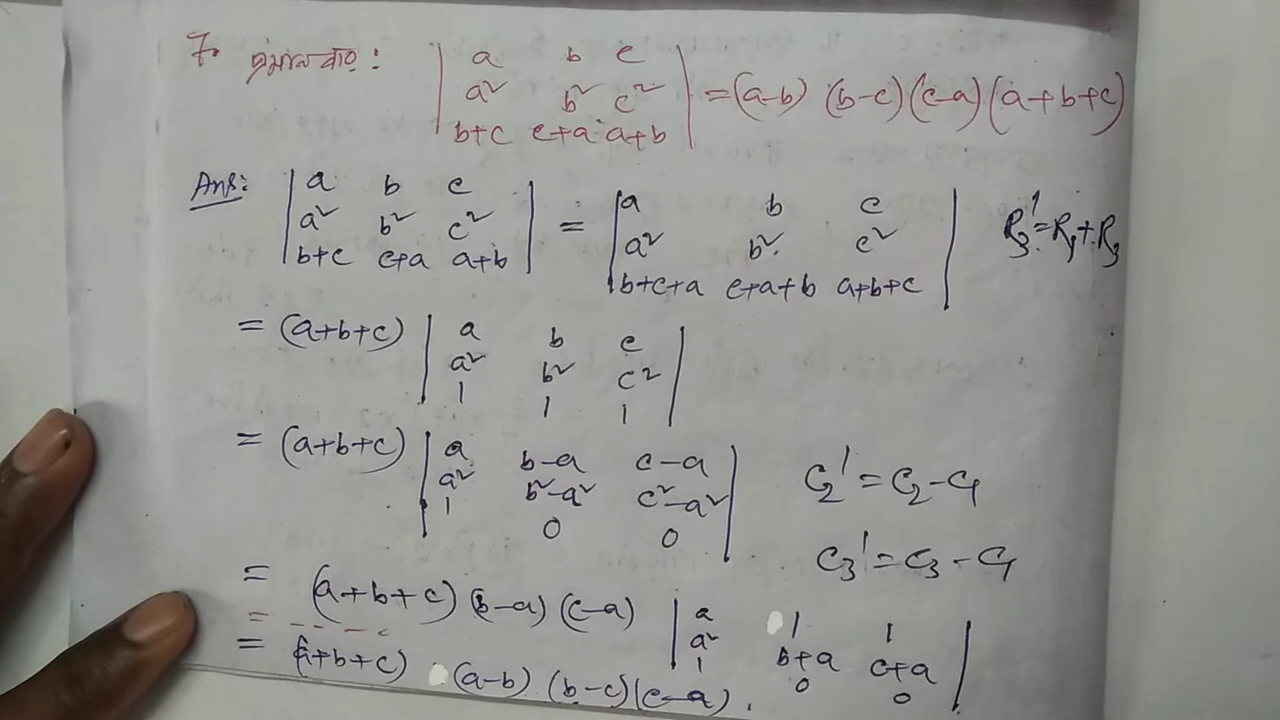 7. প্রমাণ কর: | a b c | = (a-b) (b-c) (c-a) (a+b+c)
| a² b² c² |
| b+c c+a a+b |
Ans: | a b c | = | a b c | R₃' = R₁ + R₃
| a² b² c² | | a² b² c² |
| b+c c+a a+b | | b+c+a c+a+b a+b+c |
= (a+b+c) | a b c |
| a² b² c² |
| 1 1 1 |
= (a+b+c) | a b-a c-a | C₂' = C₂ - C₁
| a² b²-a² c²-a² |
| 1 0 0 | C₃' = C₃ - C₁
= (a+b+c) (b-a) (c-a) | a 1 1 |
| a² b+a c+a |
| 1 0 0 |
= (a+b+c) (a-b) (b-c) (c-a).